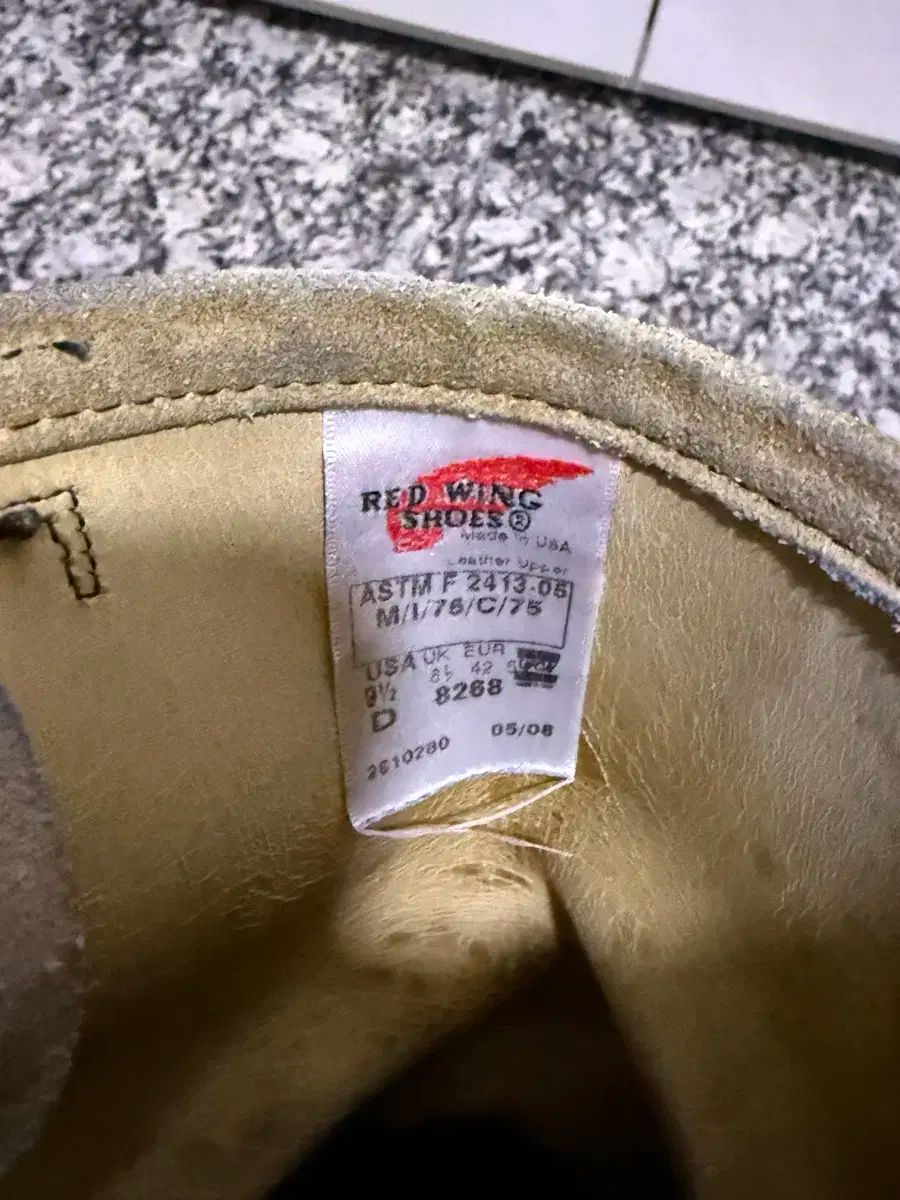 RED WING
SHOES®
Made in USA
Leather Upper
ASTM F 2413-05
M/I/75/C/75
USA UK EUR
9½ 8½ 42
D 8268
2610280 05/08